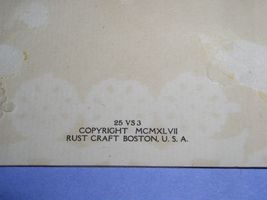 25 VS 3
COPYRIGHT MCMXLVII
RUST CRAFT BOSTON, U. S. A.